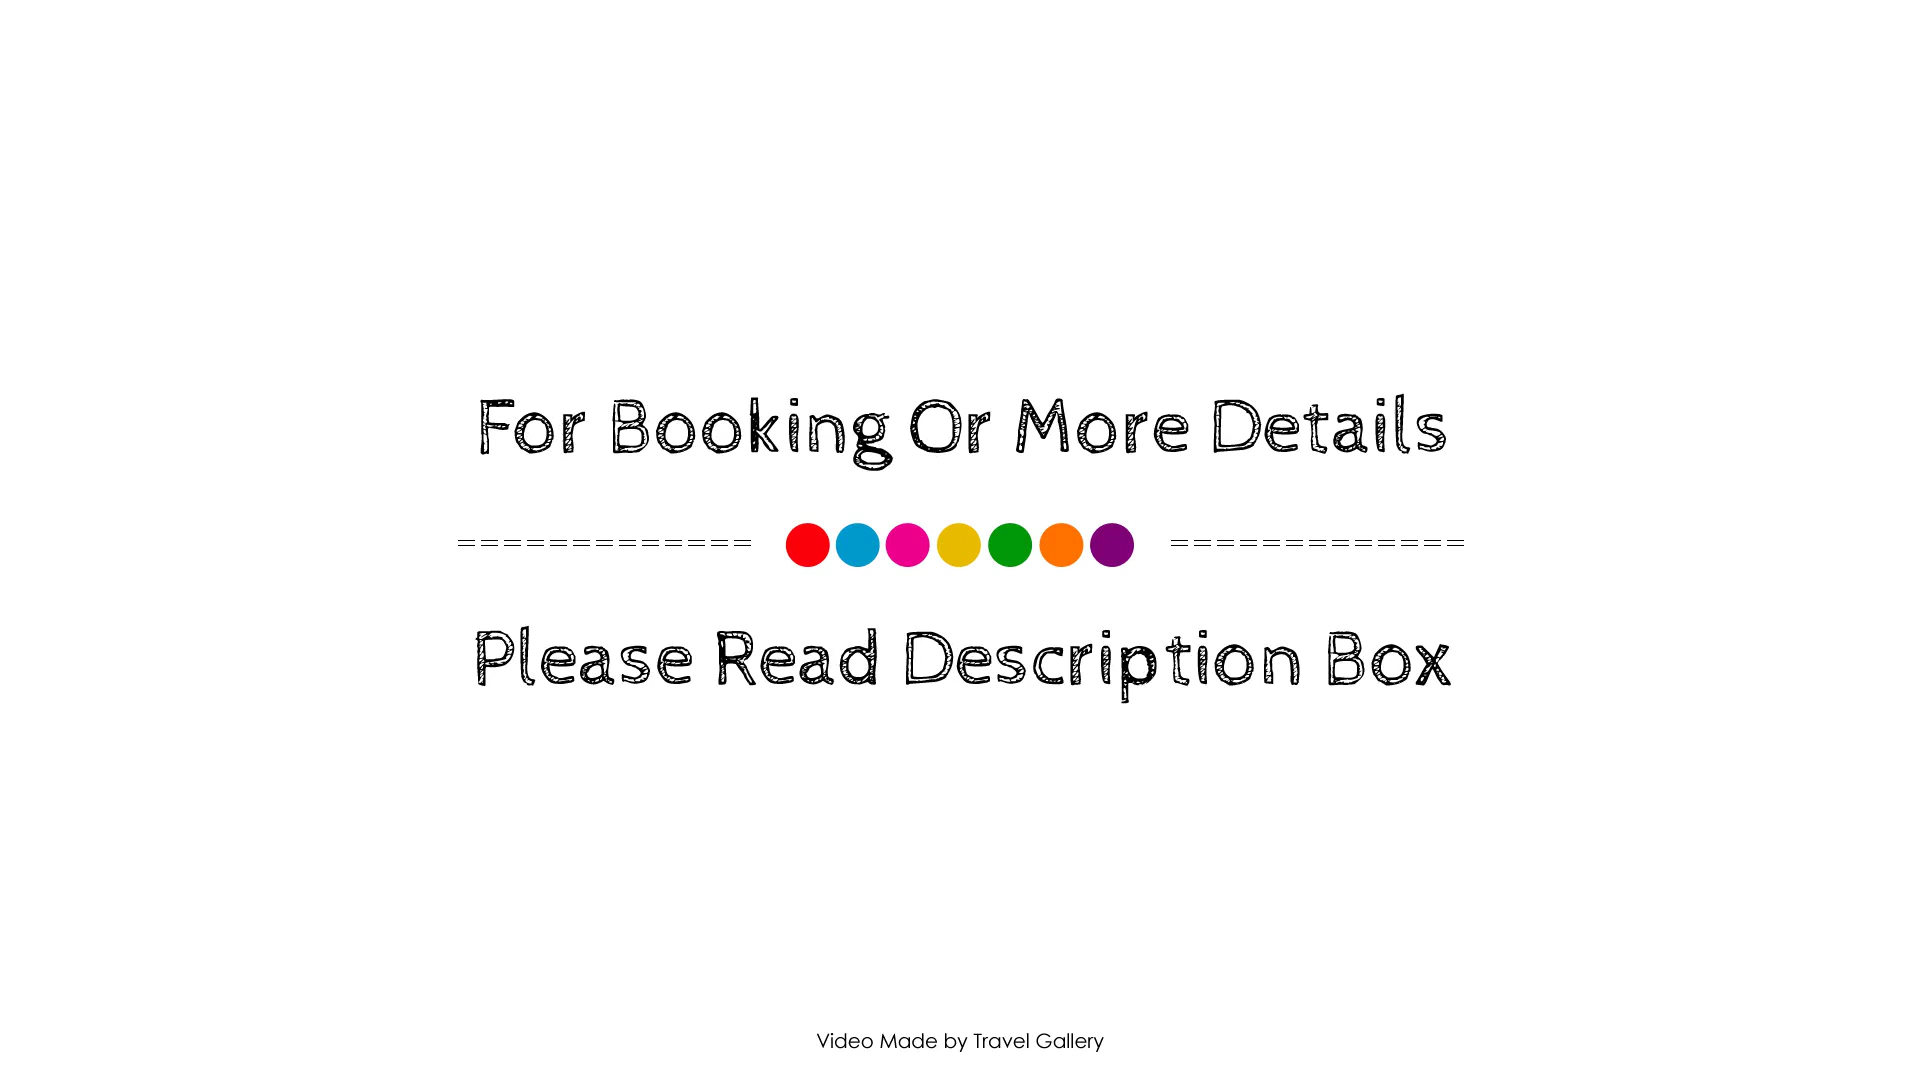 For Booking Or More Details
============= =============
Please Read Description Box
Video Made by Travel Gallery